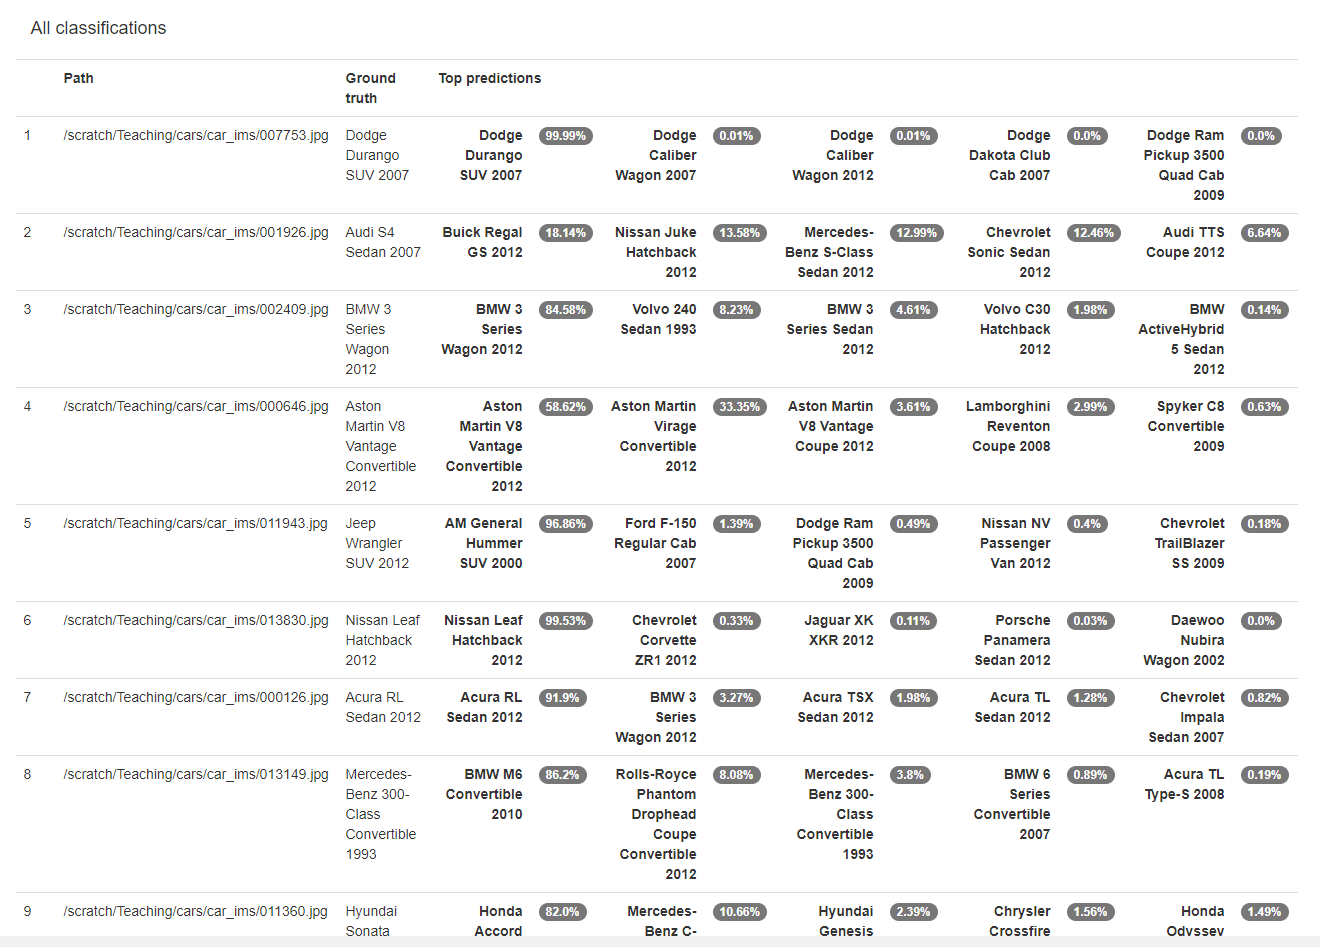 All classifications
Path Ground truth Top predictions
1 /scratch/Teaching/cars/car_ims/007753.jpg Dodge Durango SUV 2007 Dodge Durango SUV 2007 99.99% Dodge Caliber Wagon 2007 0.01% Dodge Caliber Wagon 2012 0.01% Dodge Dakota Club Cab 2007 0.0% Dodge Ram Pickup 3500 Quad Cab 2009 0.0%
2 /scratch/Teaching/cars/car_ims/001926.jpg Audi S4 Sedan 2007 Buick Regal GS 2012 18.14% Nissan Juke Hatchback 2012 13.58% Mercedes-Benz S-Class Sedan 2012 12.99% Chevrolet Sonic Sedan 2012 12.46% Audi TTS Coupe 2012 6.64%
3 /scratch/Teaching/cars/car_ims/002409.jpg BMW 3 Series Wagon 2012 BMW 3 Series Wagon 2012 84.58% Volvo 240 Sedan 1993 8.23% BMW 3 Series Sedan 2012 4.61% Volvo C30 Hatchback 2012 1.98% BMW ActiveHybrid 5 Sedan 2012 0.14%
4 /scratch/Teaching/cars/car_ims/000646.jpg Aston Martin V8 Vantage Convertible 2012 Aston Martin V8 Vantage Convertible 2012 58.62% Aston Martin Virage Convertible 2012 33.35% Aston Martin V8 Vantage Coupe 2012 3.61% Lamborghini Reventon Coupe 2008 2.99% Spyker C8 Convertible 2009 0.63%
5 /scratch/Teaching/cars/car_ims/011943.jpg Jeep Wrangler SUV 2012 AM General Hummer SUV 2000 96.86% Ford F-150 Regular Cab 2007 1.39% Dodge Ram Pickup 3500 Quad Cab 2009 0.49% Nissan NV Passenger Van 2012 0.4% Chevrolet TrailBlazer SS 2009 0.18%
6 /scratch/Teaching/cars/car_ims/013830.jpg Nissan Leaf Hatchback 2012 Nissan Leaf Hatchback 2012 99.53% Chevrolet Corvette ZR1 2012 0.33% Jaguar XK XKR 2012 0.11% Porsche Panamera Sedan 2012 0.03% Daewoo Nubira Wagon 2002 0.0%
7 /scratch/Teaching/cars/car_ims/000126.jpg Acura RL Sedan 2012 Acura RL Sedan 2012 91.9% BMW 3 Series Wagon 2012 3.27% Acura TSX Sedan 2012 1.98% Acura TL Sedan 2012 1.28% Chevrolet Impala Sedan 2007 0.82%
8 /scratch/Teaching/cars/car_ims/013149.jpg Mercedes-Benz 300-Class Convertible 1993 BMW M6 Convertible 2010 86.2% Rolls-Royce Phantom Drophead Coupe Convertible 2012 8.08% Mercedes-Benz 300-Class Convertible 1993 3.8% BMW 6 Series Convertible 2007 0.89% Acura TL Type-S 2008 0.19%
9 /scratch/Teaching/cars/car_ims/011360.jpg Hyundai Sonata Honda Accord 82.0% Mercedes-Benz C- 10.66% Hyundai Genesis 2.39% Chrysler Crossfire 1.56% Honda Odyssey 1.49%